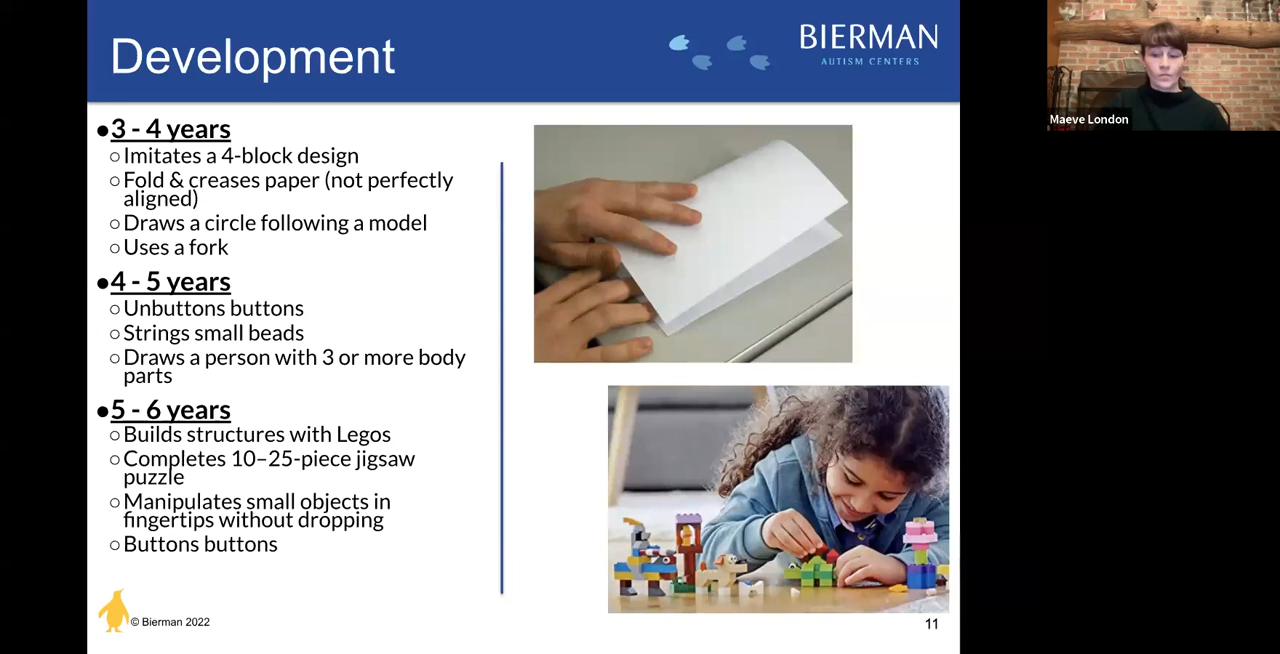 Development
BIERMAN
AUTISM CENTERS
Maeve London
●3 - 4 years
○Imitates a 4-block design
○Fold & creases paper (not perfectly
aligned)
○Draws a circle following a model
○Uses a fork
●4 - 5 years
○Unbuttons buttons
○Strings small beads
○Draws a person with 3 or more body
parts
●5 - 6 years
○Builds structures with Legos
○Completes 10–25-piece jigsaw
puzzle
○Manipulates small objects in
fingertips without dropping
○Buttons buttons
© Bierman 2022
11